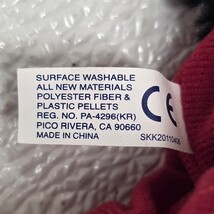 SURFACE WASHABLE
ALL NEW MATERIALS
POLYESTER FIBER &
PLASTIC PELLETS
REG. NO. PA-4296(KR)
PICO RIVERA, CA 90660
MADE IN CHINA
CE